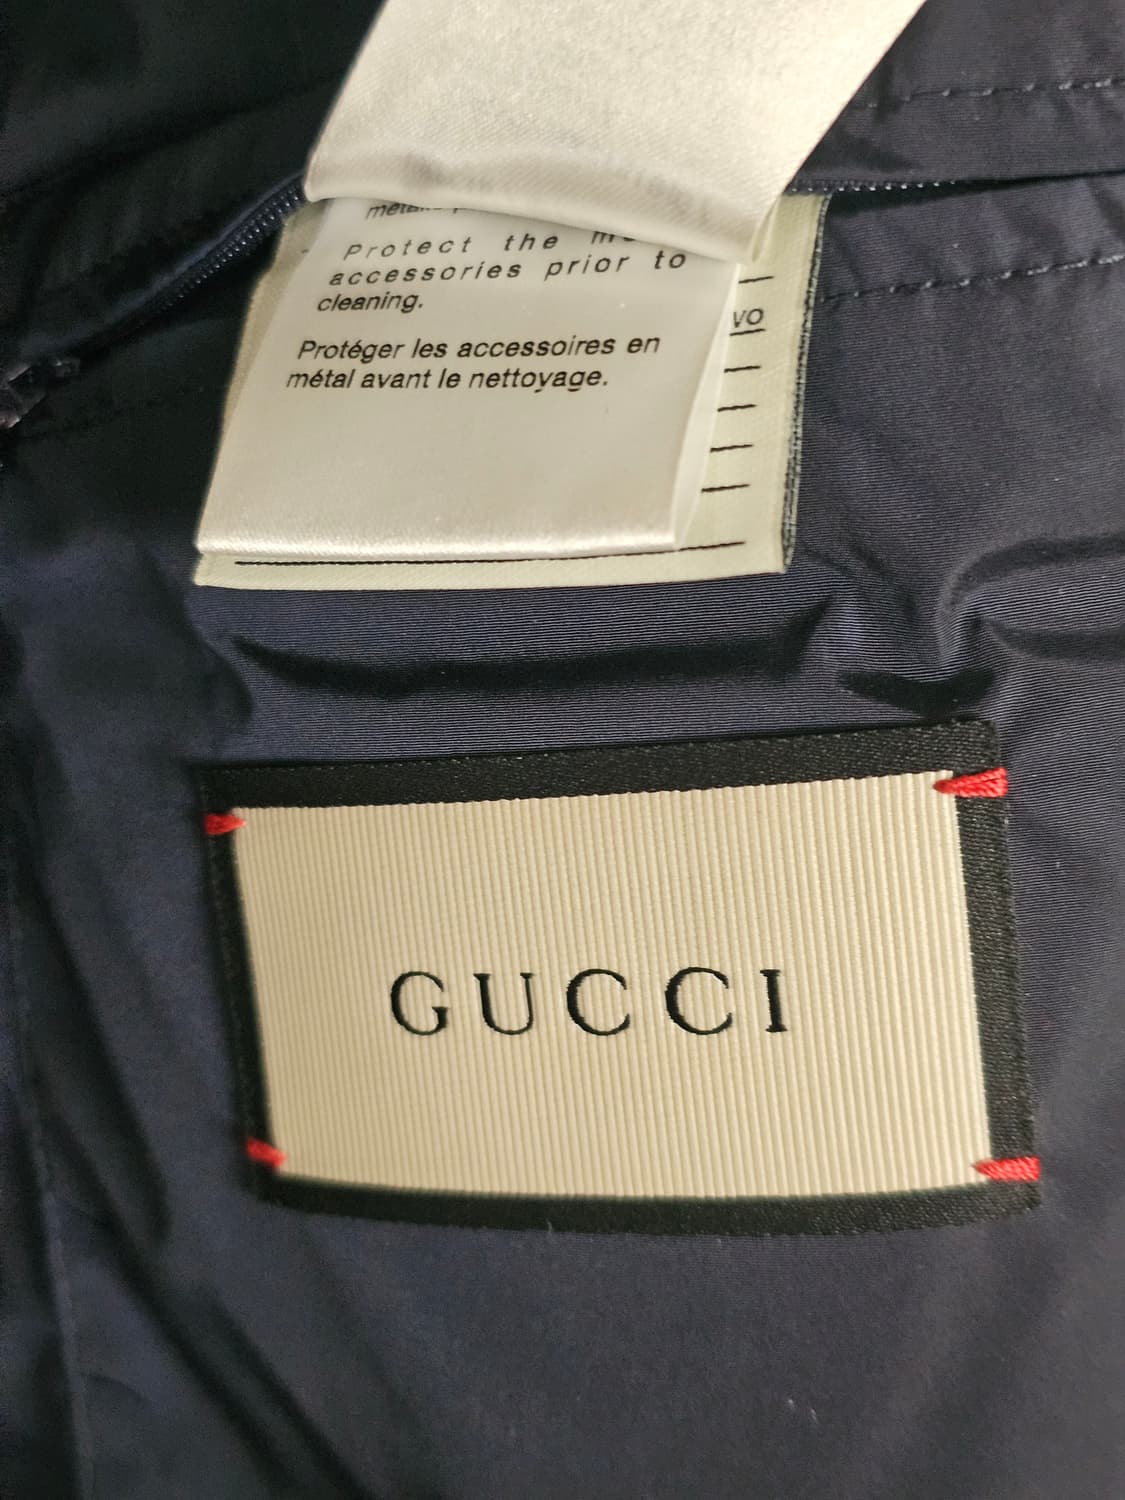 Protect the
accessories prior to
cleaning.
Protéger les accessoires en
métal avant le nettoyage.
vo
GUCCI